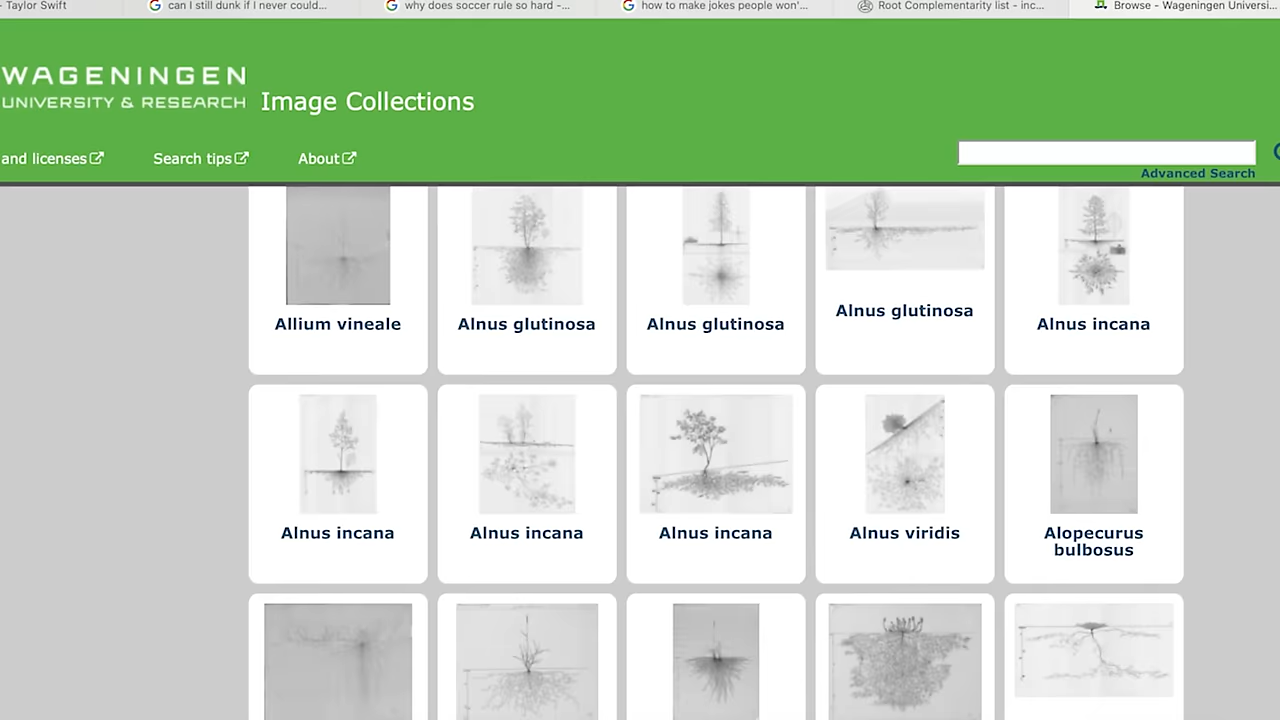 - Taylor Swift
can I still dunk if I never could...
why does soccer rule so hard -...
how to make jokes people won'...
Root Complementarity list - inc...
Browse - Wageningen Universi...
WAGENINGEN
UNIVERSITY & RESEARCH
Image Collections
and licenses
Search tips
About
Advanced Search
Allium vineale
Alnus glutinosa
Alnus glutinosa
Alnus glutinosa
Alnus incana
Alnus incana
Alnus incana
Alnus incana
Alnus viridis
Alopecurus
bulbosus